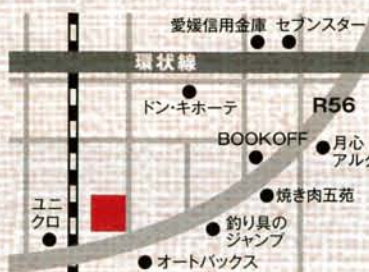 愛媛信用金庫 セブンスター
環状線
ドン・キホーテ
R56
BOOKOFF
月心
アルク
焼き肉五苑
ユニ
クロ
釣り具の
ジャンプ
オートバックス